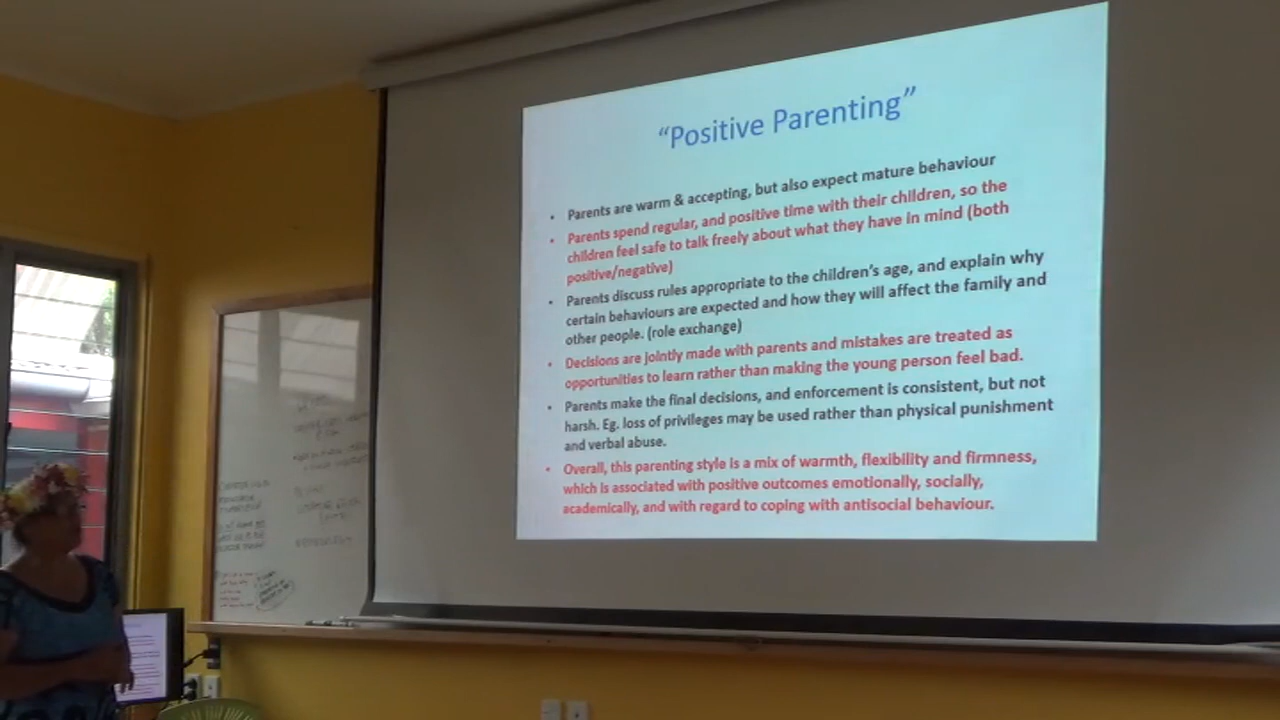 “Positive Parenting”
• Parents are warm & accepting, but also expect mature behaviour
• Parents spend regular, and positive time with their children, so the
children feel safe to talk freely about what they have in mind (both
positive/negative)
• Parents discuss rules appropriate to the children’s age, and explain why
certain behaviours are expected and how they will affect the family and
other people. (role exchange)
• Decisions are jointly made with parents and mistakes are treated as
opportunities to learn rather than making the young person feel bad.
• Parents make the final decisions, and enforcement is consistent, but not
harsh. Eg. loss of privileges may be used rather than physical punishment
and verbal abuse.
• Overall, this parenting style is a mix of warmth, flexibility and firmness,
which is associated with positive outcomes emotionally, socially,
academically, and with regard to coping with antisocial behaviour.